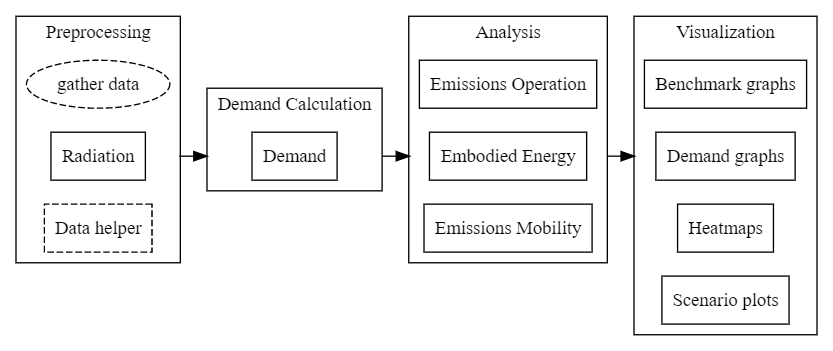 Preprocessing
gather data
Radiation
Data helper
Demand Calculation
Demand
Analysis
Emissions Operation
Embodied Energy
Emissions Mobility
Visualization
Benchmark graphs
Demand graphs
Heatmaps
Scenario plots